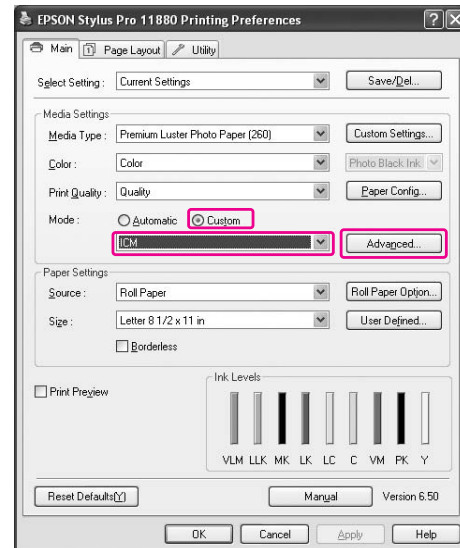 EPSON Stylus Pro 11880 Printing Preferences
Main Page Layout Utility
Select Setting : Current Settings Save/Del...
Media Settings
Media Type : Premium Luster Photo Paper (260) Custom Settings...
Color : Color Photo Black Ink
Print Quality : Quality Paper Config...
Mode : Automatic Custom
ICM Advanced...
Paper Settings
Source : Roll Paper Roll Paper Option...
Size : Letter 8 1/2 x 11 in User Defined...
Borderless
Print Preview
Ink Levels
VLM LLK MK LK LC C VM PK Y
Reset Defaults(Y) Manual Version 6.50
OK Cancel Apply Help